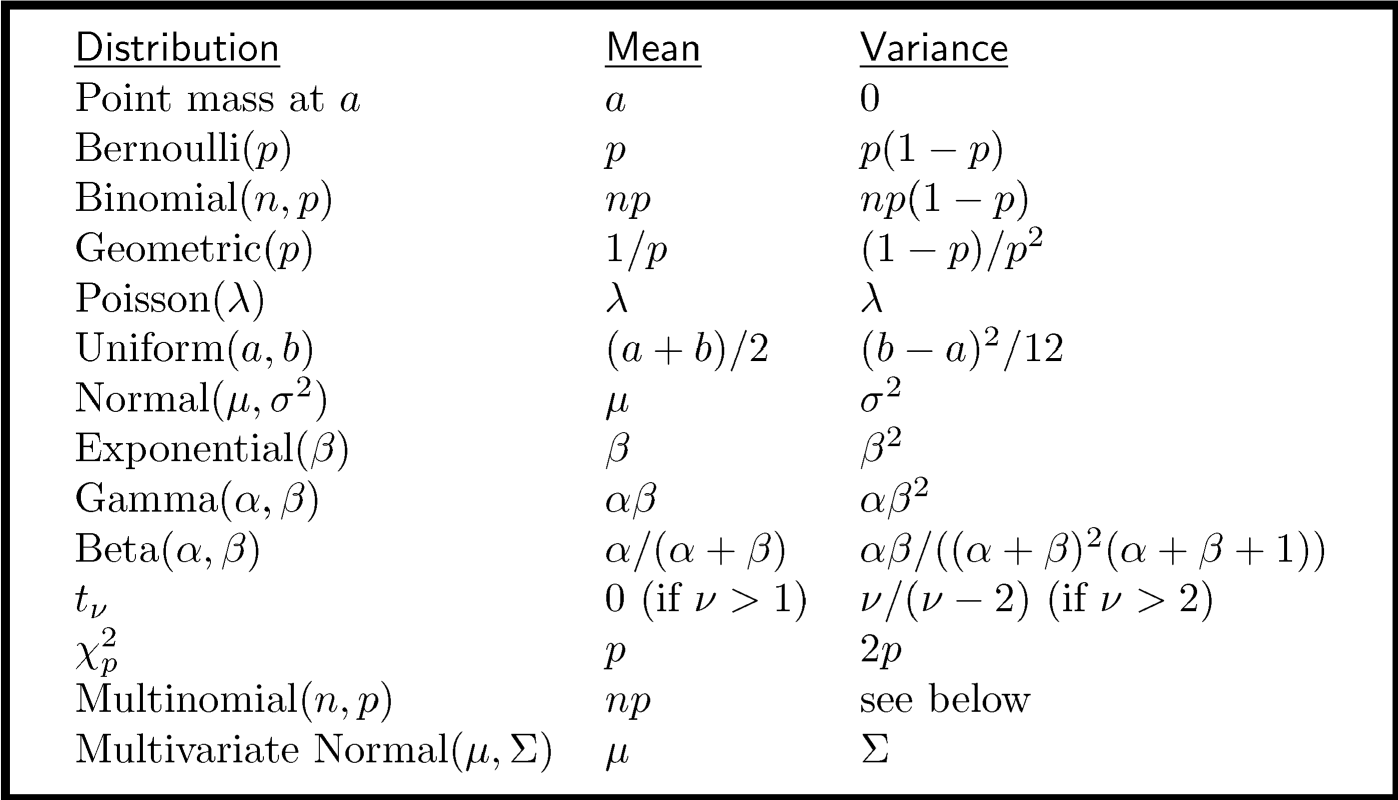 Distribution Mean Variance
Point mass at a a 0
Bernoulli(p) p p(1 − p)
Binomial(n, p) np np(1 − p)
Geometric(p) 1/p (1 − p)/p²
Poisson(λ) λ λ
Uniform(a, b) (a + b)/2 (b − a)²/12
Normal(μ, σ²) μ σ²
Exponential(β) β β²
Gamma(α, β) αβ αβ²
Beta(α, β) α/(α + β) αβ/((α + β)²(α + β + 1))
t_ν 0 (if ν > 1) ν/(ν − 2) (if ν > 2)
χ²_p p 2p
Multinomial(n, p) np see below
Multivariate Normal(μ, Σ) μ Σ